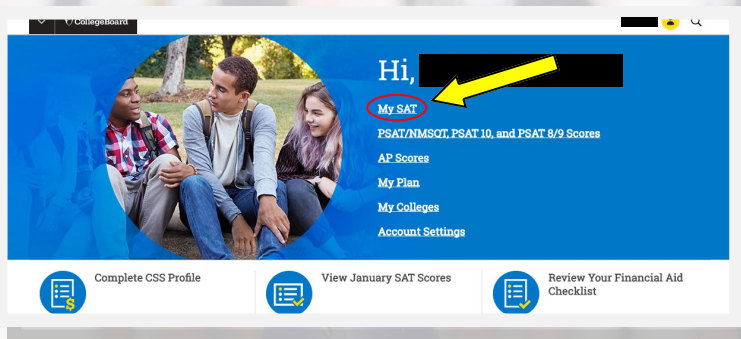 CollegeBoard
Hi,
My SAT
PSAT/NMSQT, PSAT 10, and PSAT 8/9 Scores
AP Scores
My Plan
My Colleges
Account Settings
Complete CSS Profile
View January SAT Scores
Review Your Financial Aid
Checklist